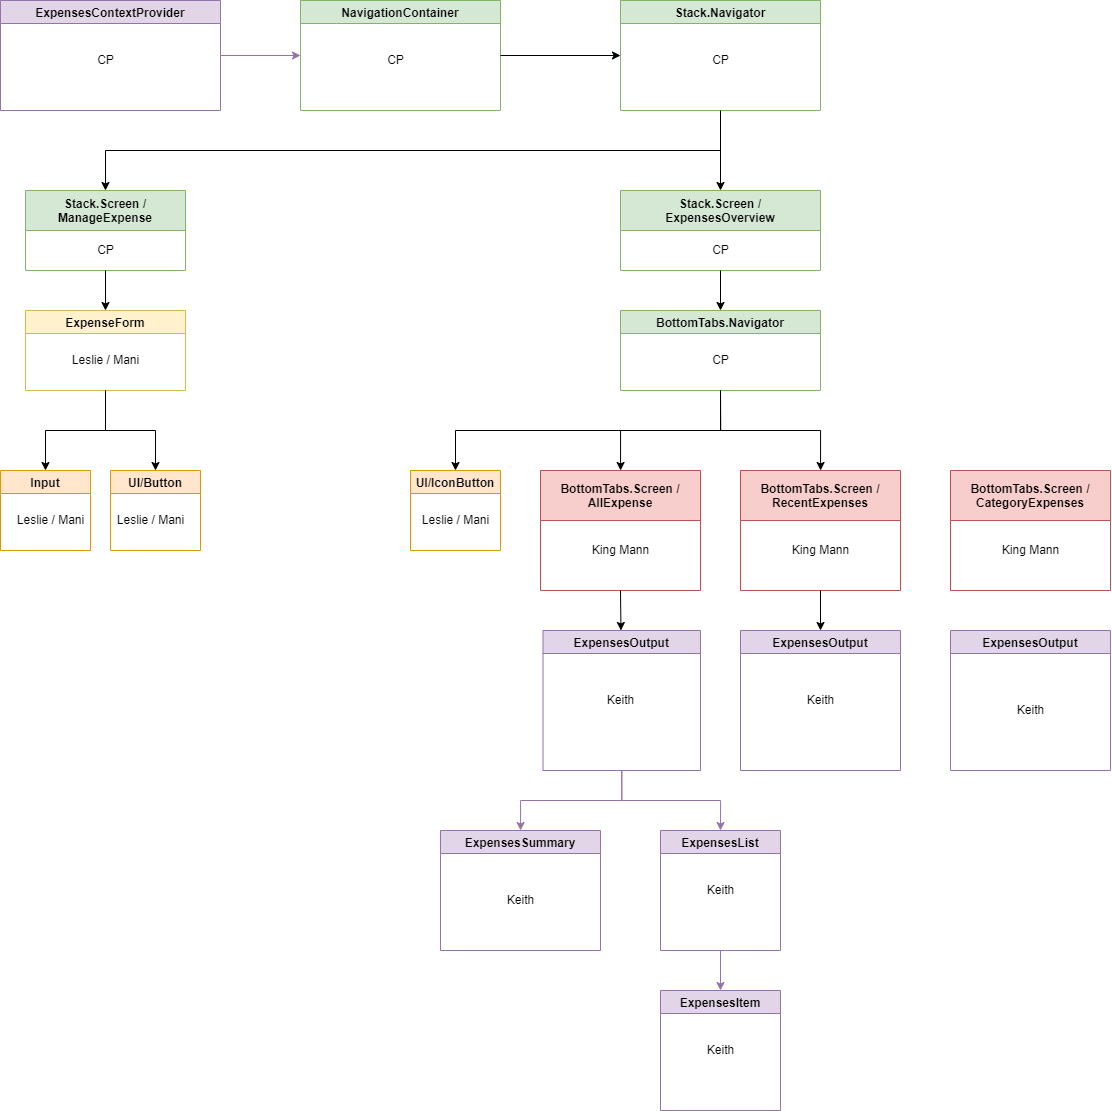 ExpensesContextProvider
CP
NavigationContainer
CP
Stack.Navigator
CP
Stack.Screen /
ManageExpense
CP
Stack.Screen /
ExpensesOverview
CP
ExpenseForm
Leslie / Mani
BottomTabs.Navigator
CP
Input
Leslie / Mani
UI/Button
Leslie / Mani
UI/IconButton
Leslie / Mani
BottomTabs.Screen /
AllExpense
King Mann
BottomTabs.Screen /
RecentExpenses
King Mann
BottomTabs.Screen /
CategoryExpenses
King Mann
ExpensesOutput
Keith
ExpensesOutput
Keith
ExpensesOutput
Keith
ExpensesSummary
Keith
ExpensesList
Keith
ExpensesItem
Keith